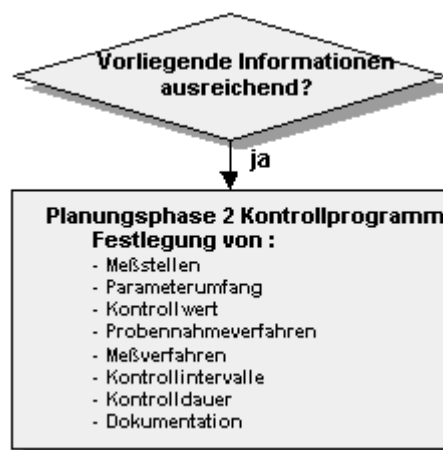 Vorliegende Informationen
ausreichend?
ja
Planungsphase 2 Kontrollprogramm
Festlegung von :
- Meßstellen
- Parameterumfang
- Kontrollwert
- Probennahmeverfahren
- Meßverfahren
- Kontrollintervalle
- Kontrolldauer
- Dokumentation